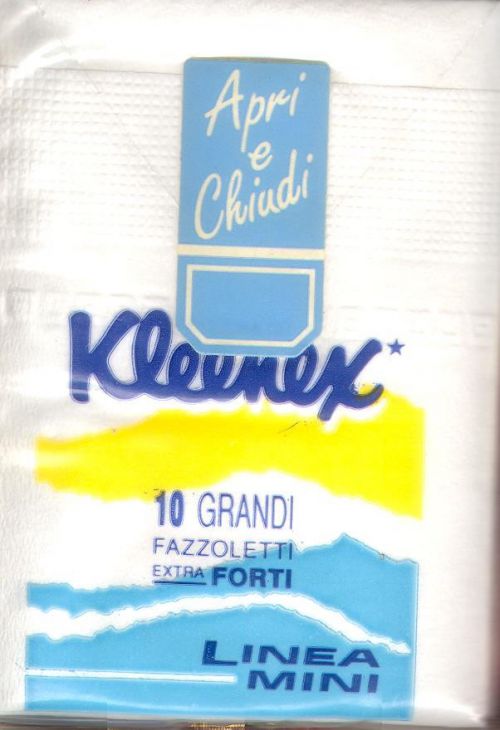 Apri
e
Chiudi
Kleenex*
10 GRANDI
FAZZOLETTI
EXTRA FORTI
LINEA
MINI